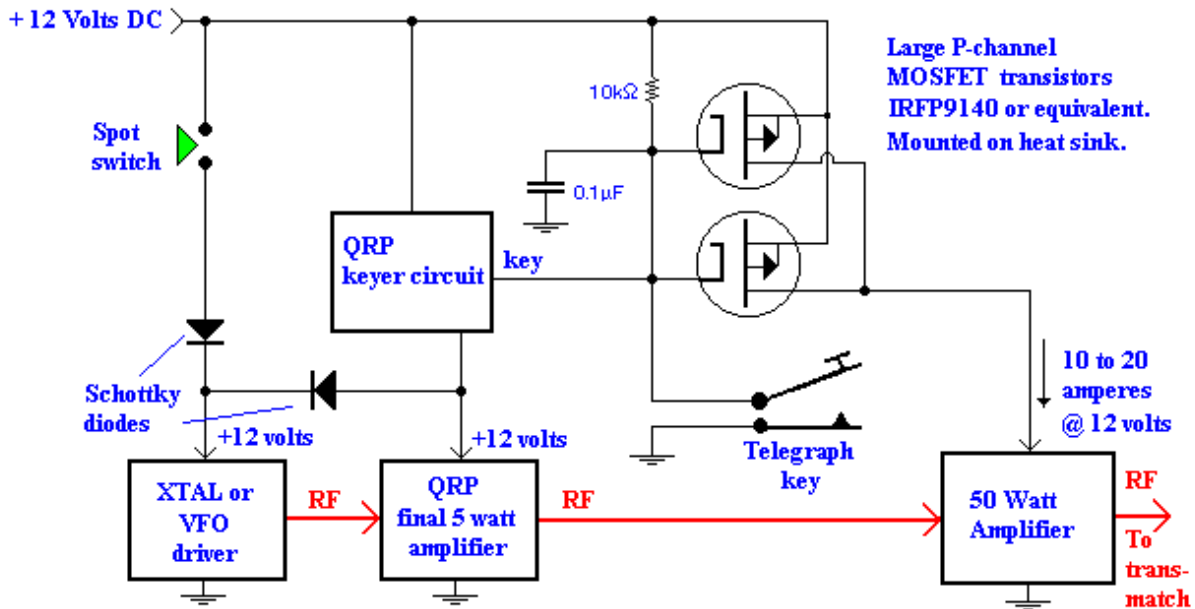 + 12 Volts DC
Large P-channel
MOSFET transistors
IRFP9140 or equivalent.
Mounted on heat sink.
10kΩ
Spot
switch
0.1µF
QRP
keyer circuit
key
Schottky
diodes
10 to 20
amperes
@ 12 volts
+12 volts
+12 volts
Telegraph
key
XTAL or
VFO
driver
RF
QRP
final 5 watt
amplifier
RF
50 Watt
Amplifier
RF
To
trans-
match